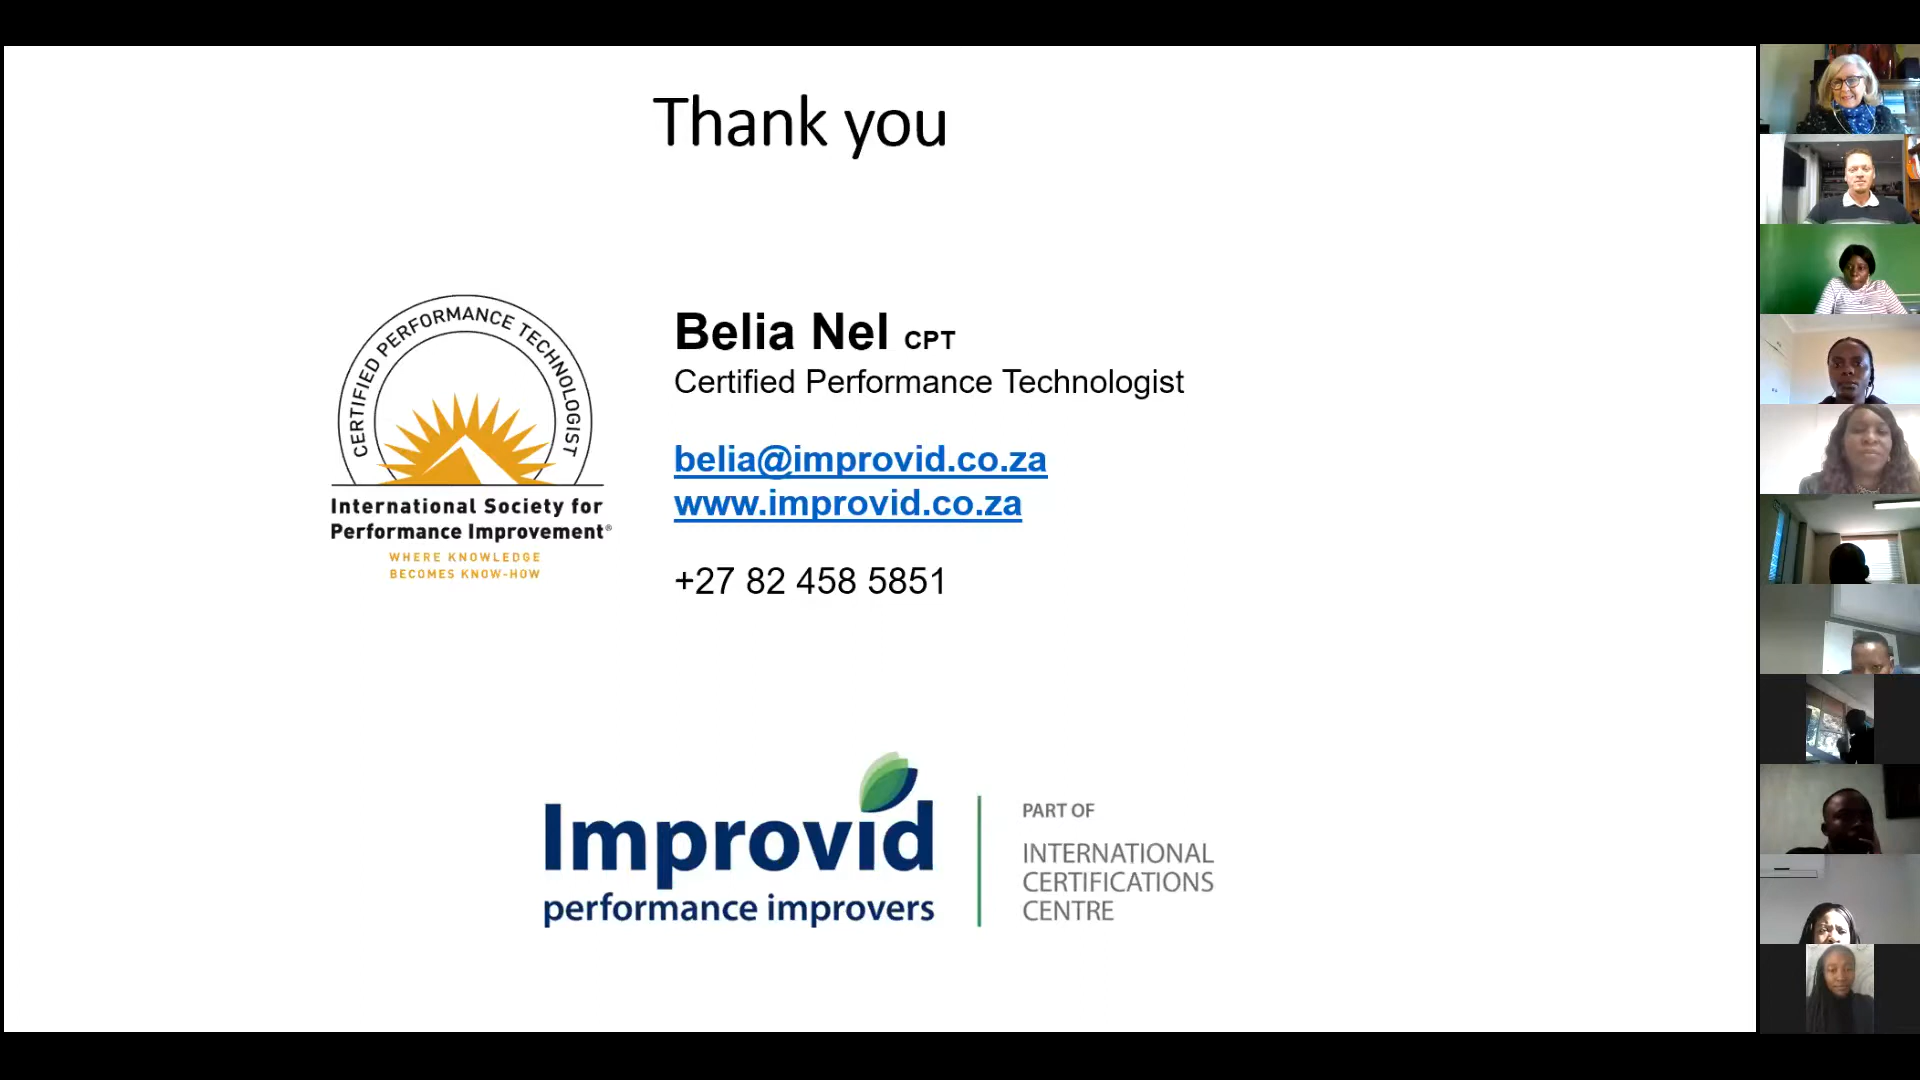 Thank you
CERTIFIED PERFORMANCE TECHNOLOGIST
International Society for
Performance Improvement®
WHERE KNOWLEDGE
BECOMES KNOW-HOW
Belia Nel CPT
Certified Performance Technologist
belia@improvid.co.za
www.improvid.co.za
+27 82 458 5851
Improvid
performance improvers
PART OF
INTERNATIONAL
CERTIFICATIONS
CENTRE